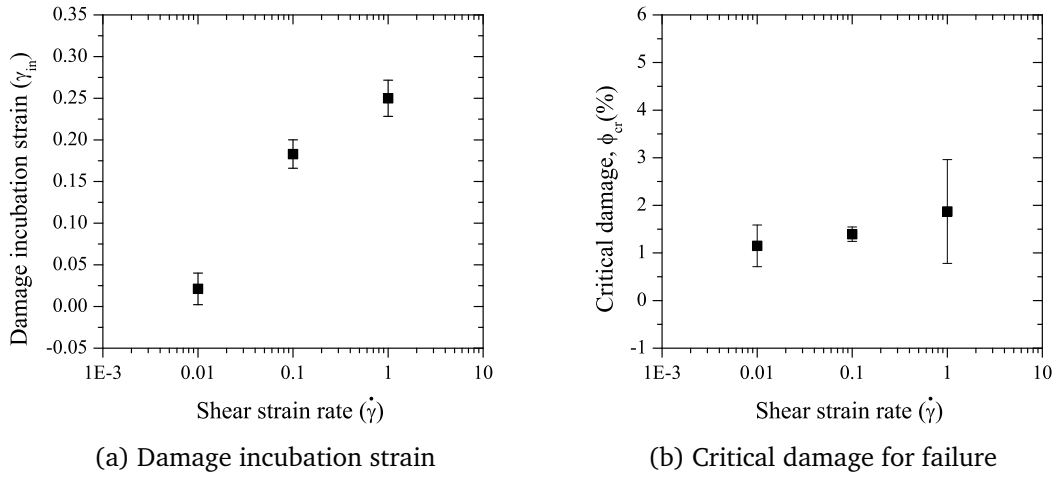 0.35
0.30
0.25
0.20
0.15
0.10
0.05
0.00
-0.05
Damage incubation strain (γin)
1E-3 0.01 0.1 1 10
Shear strain rate (γ̇)
(a) Damage incubation strain
6
5
4
3
2
1
0
-1
Critical damage, ϕcr(%)
1E-3 0.01 0.1 1 10
Shear strain rate (γ̇)
(b) Critical damage for failure